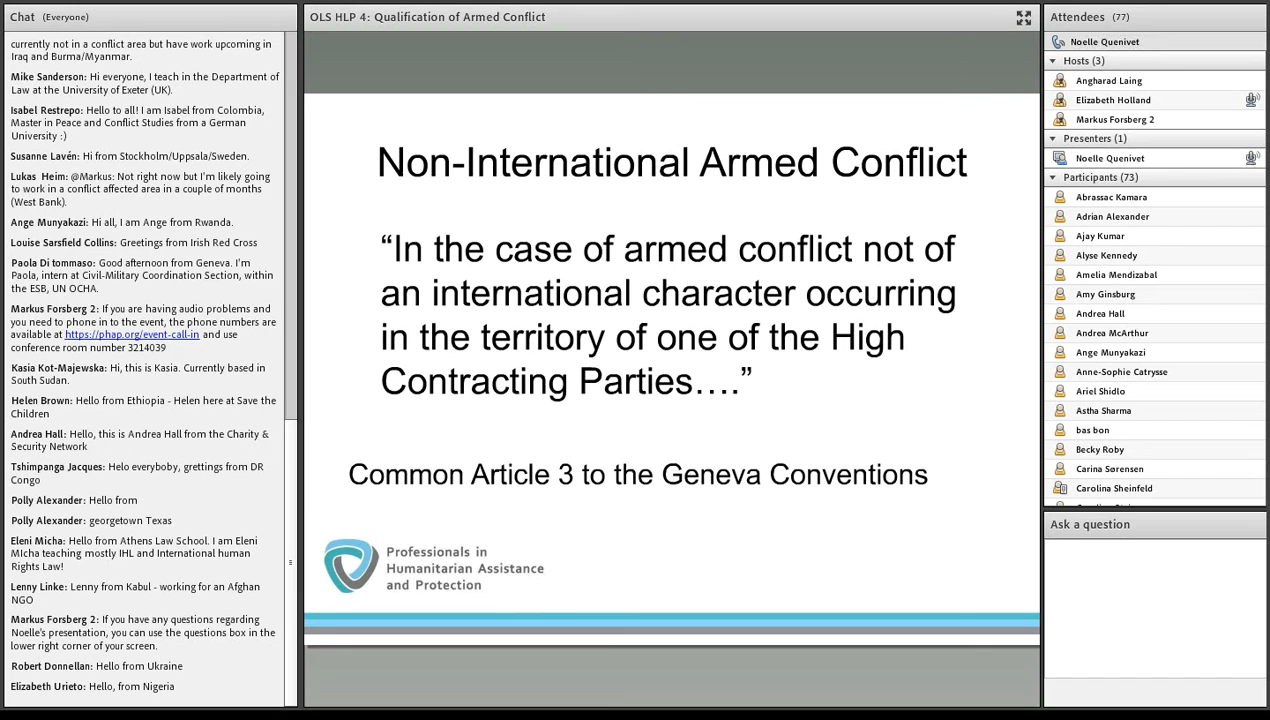 Chat (Everyone)
currently not in a conflict area but have work upcoming in
Iraq and Burma/Myanmar.
Mike Sanderson: Hi everyone, I teach in the Department of
Law at the University of Exeter (UK).
Isabel Restrepo: Hello to all! I am Isabel from Colombia,
Master in Peace and Conflict Studies from a German
University :)
Susanne Lavén: Hi from Stockholm/Uppsala/Sweden.
Lukas Heim: @Markus: Not right now but I'm likely going
to work in a conflict affected area in a couple of months
(West Bank).
Ange Munyakazi: Hi all, I am Ange from Rwanda.
Louise Sarsfield Collins: Greetings from Irish Red Cross
Paola Di tommaso: Good afternoon from Geneva. I'm
Paola, intern at Civil-Military Coordination Section, within
the ESB, UN OCHA.
Markus Forsberg 2: If you are having audio problems and
you need to phone in to the event, the phone numbers are
available at https://phap.org/event-call-in and use
conference room number 3214039
Kasia Kot-Majewska: Hi, this is Kasia. Currently based in
South Sudan.
Helen Brown: Hello from Ethiopia - Helen here at Save the
Children
Andrea Hall: Hello, this is Andrea Hall from the Charity &
Security Network
Tshimpanga Jacques: Helo everyboby, grettings from DR
Congo
Polly Alexander: Hello from
Polly Alexander: georgetown Texas
Eleni Micha: Hello from Athens Law School. I am Eleni
MIcha teaching mostly IHL and International human
Rights Law!
Lenny Linke: Lenny from Kabul - working for an Afghan
NGO
Markus Forsberg 2: If you have any questions regarding
Noelle's presentation, you can use the questions box in the
lower right corner of your screen.
Robert Donnellan: Hello from Ukraine
Elizabeth Urieto: Hello, from Nigeria
OLS HLP 4: Qualification of Armed Conflict
Non-International Armed Conflict
“In the case of armed conflict not of
an international character occurring
in the territory of one of the High
Contracting Parties….”
Common Article 3 to the Geneva Conventions
Professionals in
Humanitarian Assistance
and Protection
Attendees (77)
Noelle Quenivet
Hosts (3)
Angharad Laing
Elizabeth Holland
Markus Forsberg 2
Presenters (1)
Noelle Quenivet
Participants (73)
Abrassac Kamara
Adrian Alexander
Ajay Kumar
Alyse Kennedy
Amelia Mendizabal
Amy Ginsburg
Andrea Hall
Andrea McArthur
Ange Munyakazi
Anne-Sophie Catrysse
Ariel Shidlo
Astha Sharma
bas bon
Becky Roby
Carina Sørensen
Carolina Sheinfeld
Ask a question